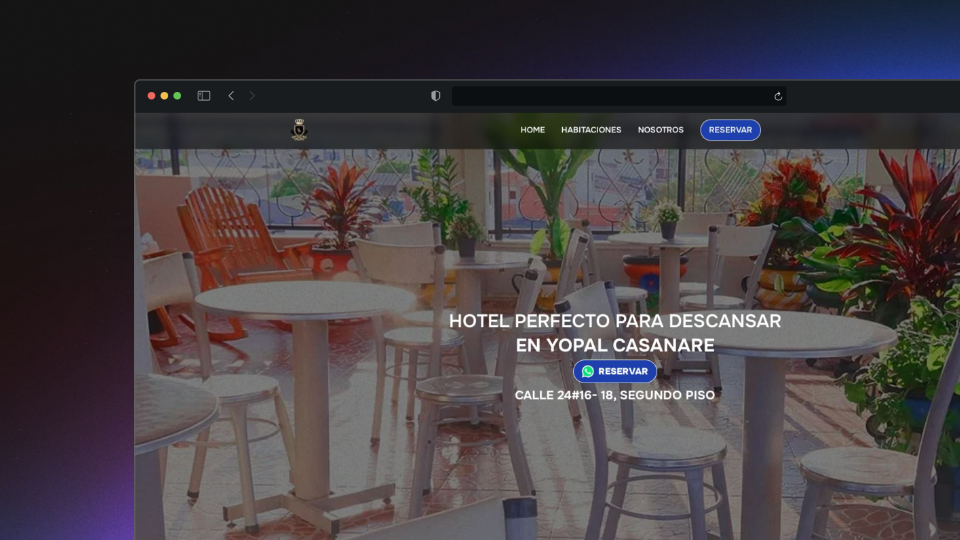 HOME
HABITACIONES
NOSOTROS
RESERVAR
HOTEL PERFECTO PARA DESCANSAR
EN YOPAL CASANARE
RESERVAR
CALLE 24#16- 18, SEGUNDO PISO